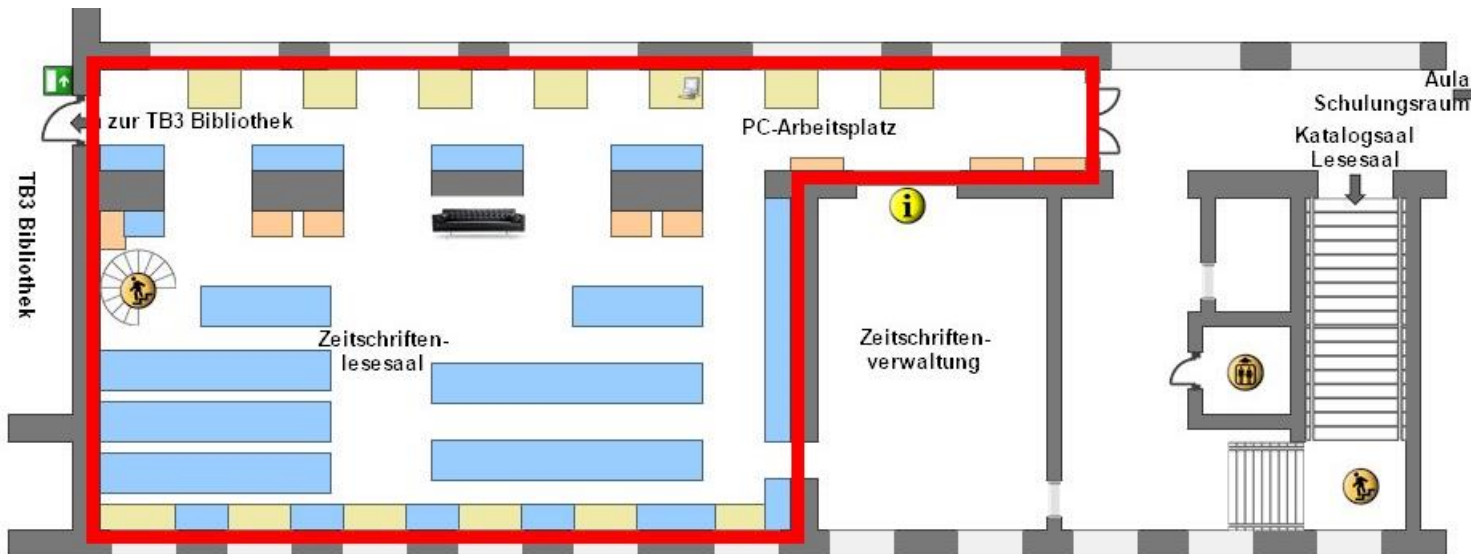 Aula
Schulungsraum
zur TB3 Bibliothek
PC-Arbeitsplatz
Katalogsaal
Lesesaal
TB3 Bibliothek
i
Zeitschriften-
lesesaal
Zeitschriften-
verwaltung